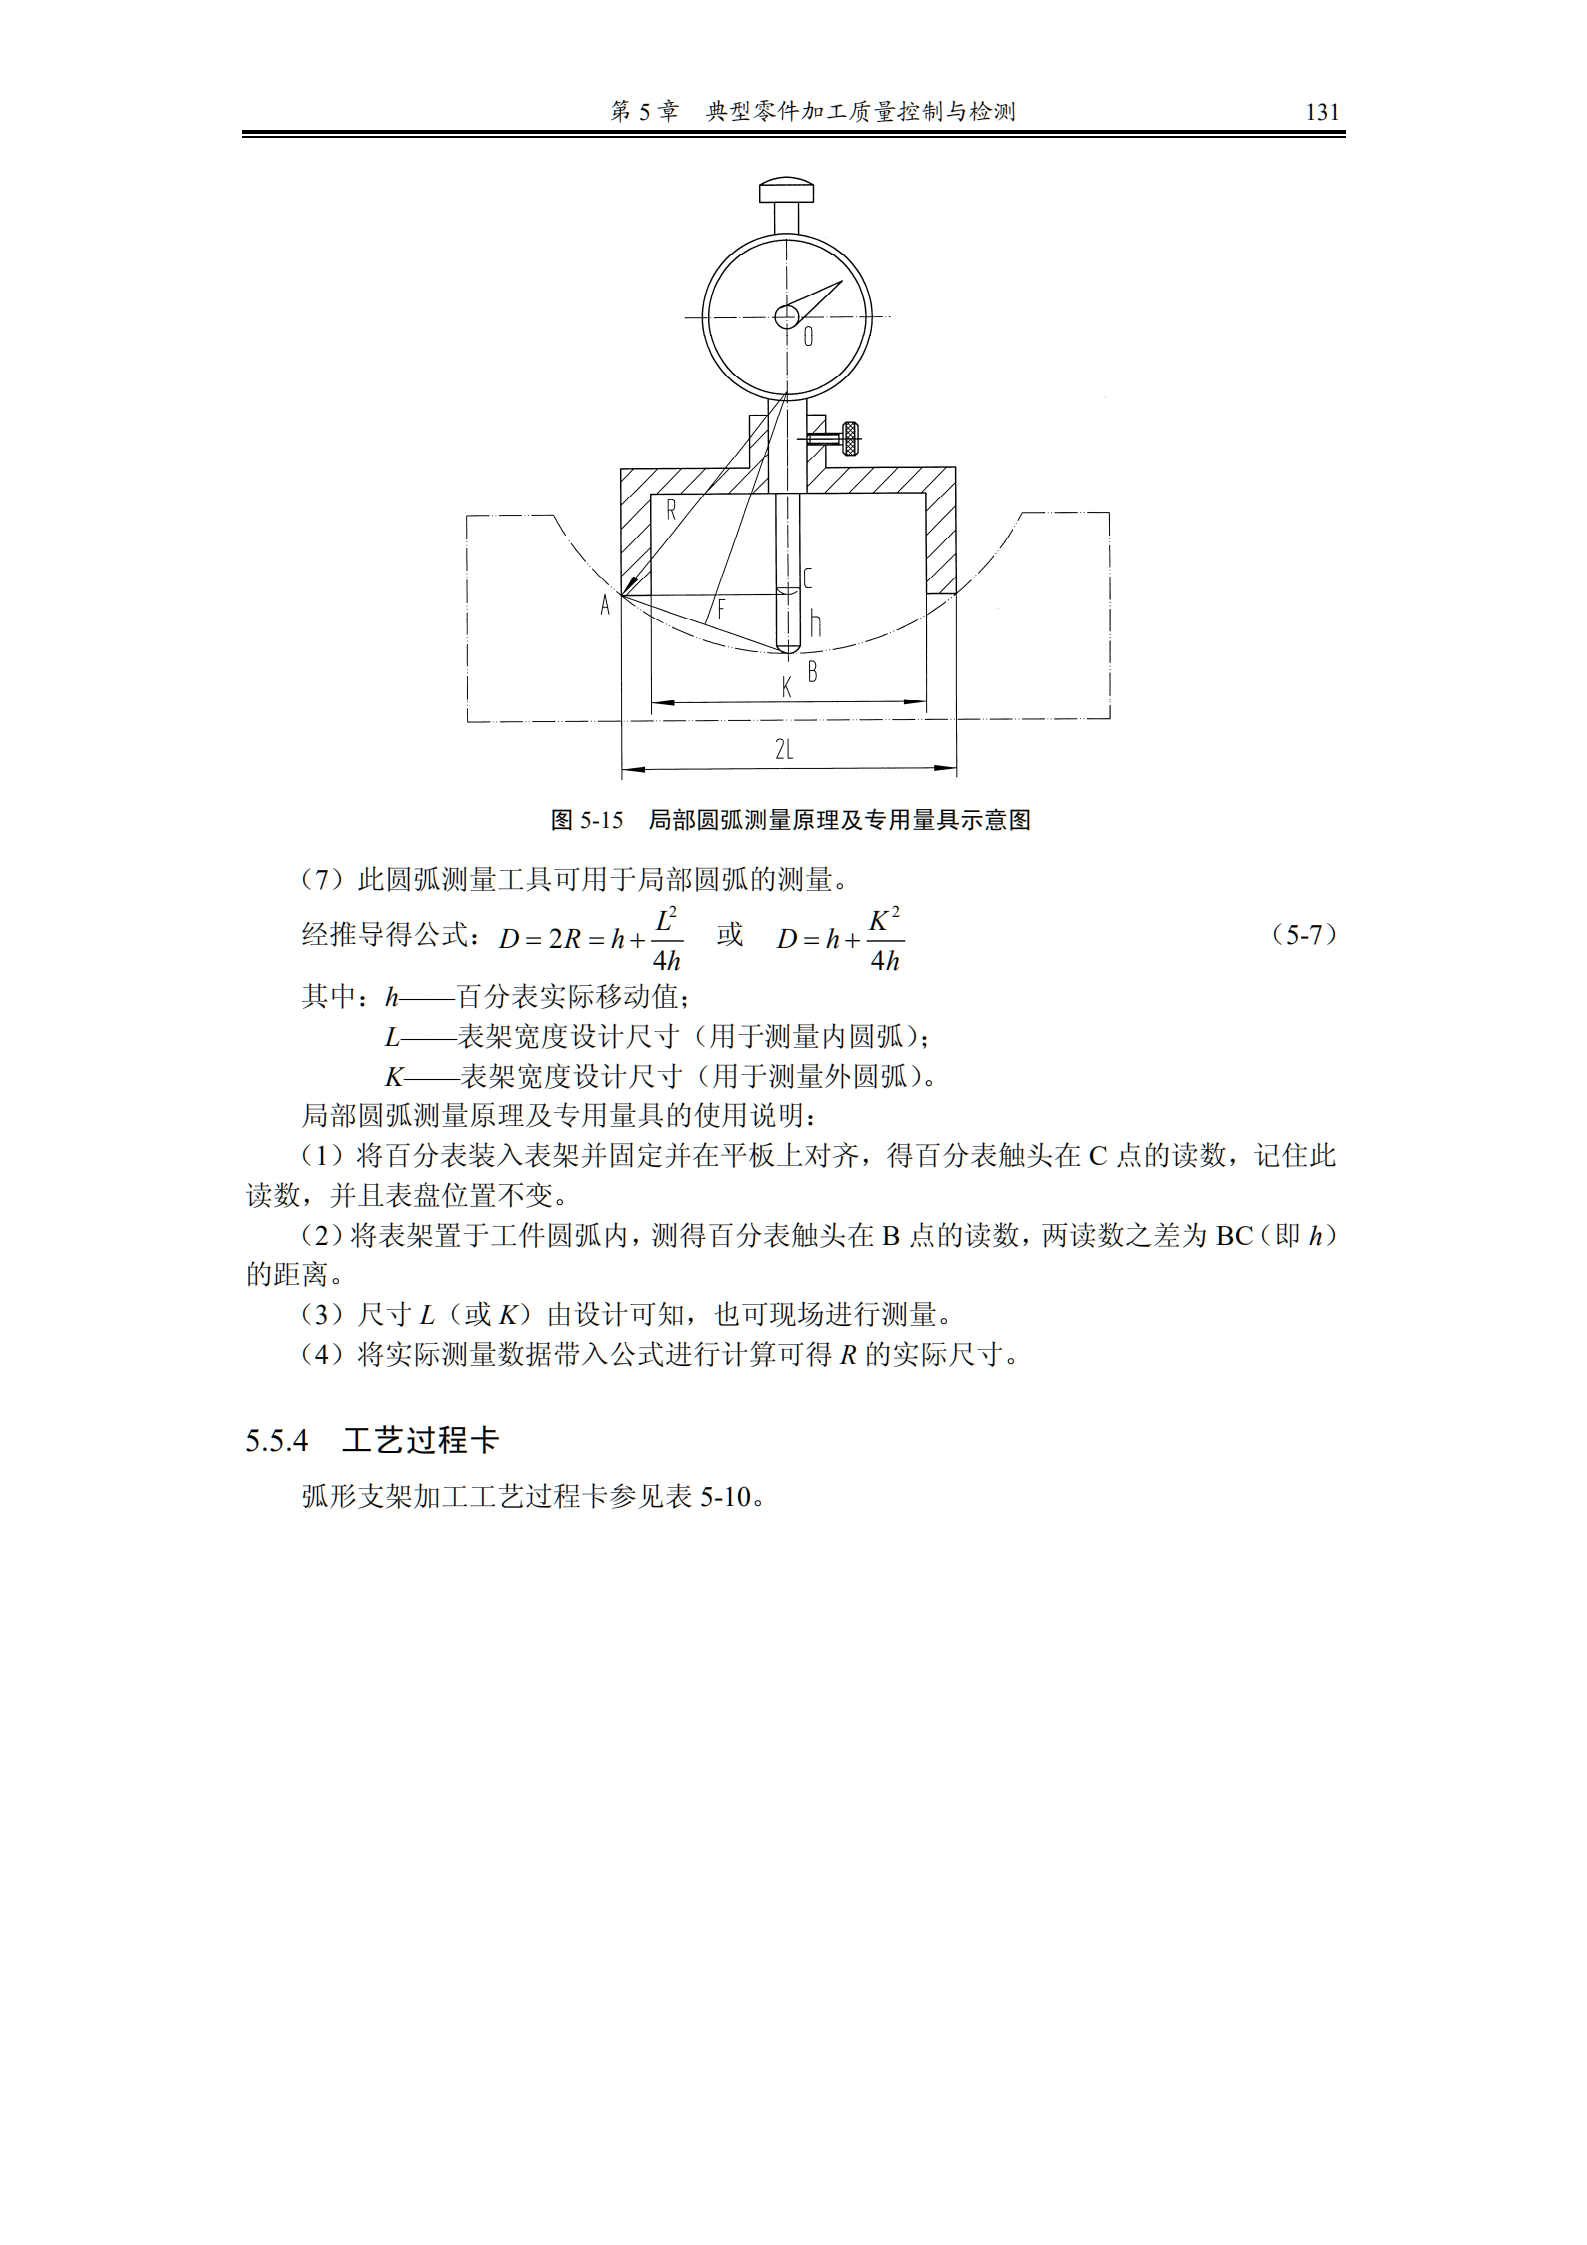 第 5 章　典型零件加工质量控制与检测　131
O
R
C
A
F
h
B
K
2L
图 5-15　局部圆弧测量原理及专用量具示意图
（7）此圆弧测量工具可用于局部圆弧的测量。
经推导得公式：D = 2R = h + L²/4h　或　D = h + K²/4h　（5-7）
其中：h——百分表实际移动值；
L——表架宽度设计尺寸（用于测量内圆弧）；
K——表架宽度设计尺寸（用于测量外圆弧）。
局部圆弧测量原理及专用量具的使用说明：
（1）将百分表装入表架并固定并在平板上对齐，得百分表触头在 C 点的读数，记住此
读数，并且表盘位置不变。
（2）将表架置于工件圆弧内，测得百分表触头在 B 点的读数，两读数之差为 BC（即 h）
的距离。
（3）尺寸 L（或 K）由设计可知，也可现场进行测量。
（4）将实际测量数据带入公式进行计算可得 R 的实际尺寸。
5.5.4　工艺过程卡
弧形支架加工工艺过程卡参见表 5-10。